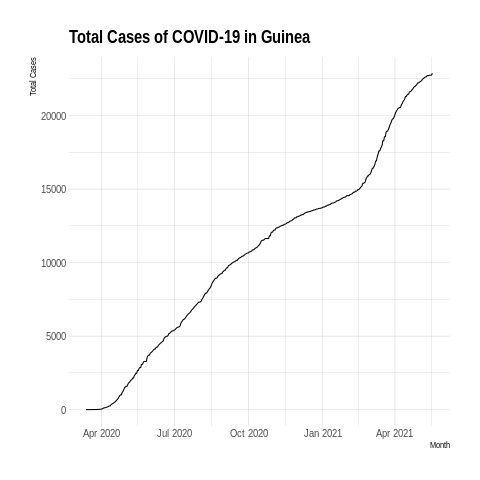 Total Cases of COVID-19 in Guinea
Total Cases
20000
15000
10000
5000
0
Apr 2020 Jul 2020 Oct 2020 Jan 2021 Apr 2021
Month